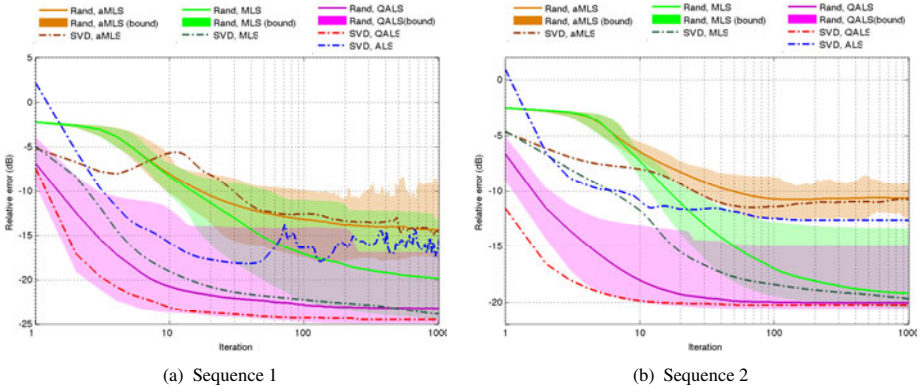 Rand, aMLS
Rand, aMLS (bound)
SVD, aMLS
Rand, MLS
Rand, MLS (bound)
SVD, MLS
Rand, QALS
Rand, QALS(bound)
SVD, QALS
SVD, ALS
5
0
-5
-10
-15
-20
-25
Relative error (dB)
1 10 100 1000
Iteration
(a) Sequence 1
Rand, aMLS
Rand, aMLS (bound)
SVD, aMLS
Rand, MLS
Rand, MLS (bound)
SVD, MLS
Rand, QALS
Rand, QALS(bound)
SVD, QALS
SVD, ALS
0
-5
-10
-15
-20
Relative error (dB)
1 10 100 1000
Iteration
(b) Sequence 2